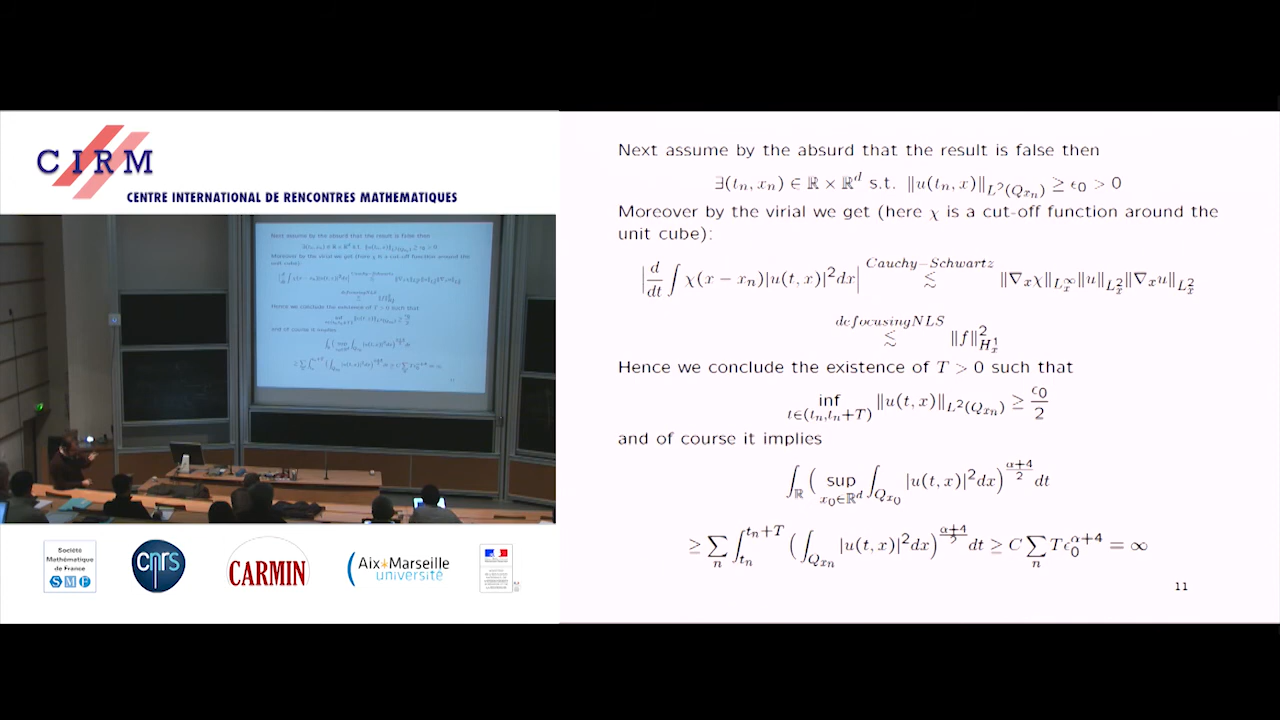 CIRM
CENTRE INTERNATIONAL DE RENCONTRES MATHEMATIQUES
Next assume by the absurd that the result is false then
∃(t_n, x_n) ∈ ℝ × ℝ^d s.t. ‖u(t_n, x)‖_{L^2(Q_{x_n})} ≥ ε_0 > 0
Moreover by the virial we get (here χ is a cut-off function around the
unit cube):
|d/dt ∫ χ(x − x_n)|u(t, x)|^2 dx| ≲^{Cauchy−Schwartz} ‖∇_x χ‖_{L^∞_x} ‖u‖_{L^2_x} ‖∇_x u‖_{L^2_x}
≲^{defocusingNLS} ‖f‖^2_{H^1_x}
Hence we conclude the existence of T > 0 such that
inf_{t∈(t_n,t_n+T)} ‖u(t, x)‖_{L^2(Q_{x_n})} ≥ ε_0/2
and of course it implies
∫_ℝ ( sup_{x_0∈ℝ^d} ∫_{Q_{x_0}} |u(t, x)|^2 dx)^{(α+4)/2} dt
≥ ∑_n ∫_{t_n}^{t_n+T} ( ∫_{Q_{x_n}} |u(t, x)|^2 dx)^{(α+4)/2} dt ≥ C ∑_n T ε_0^{α+4} = ∞
11
Société
Mathématique
de France
SMF
cnrs
CARMIN
Aix*Marseille
université